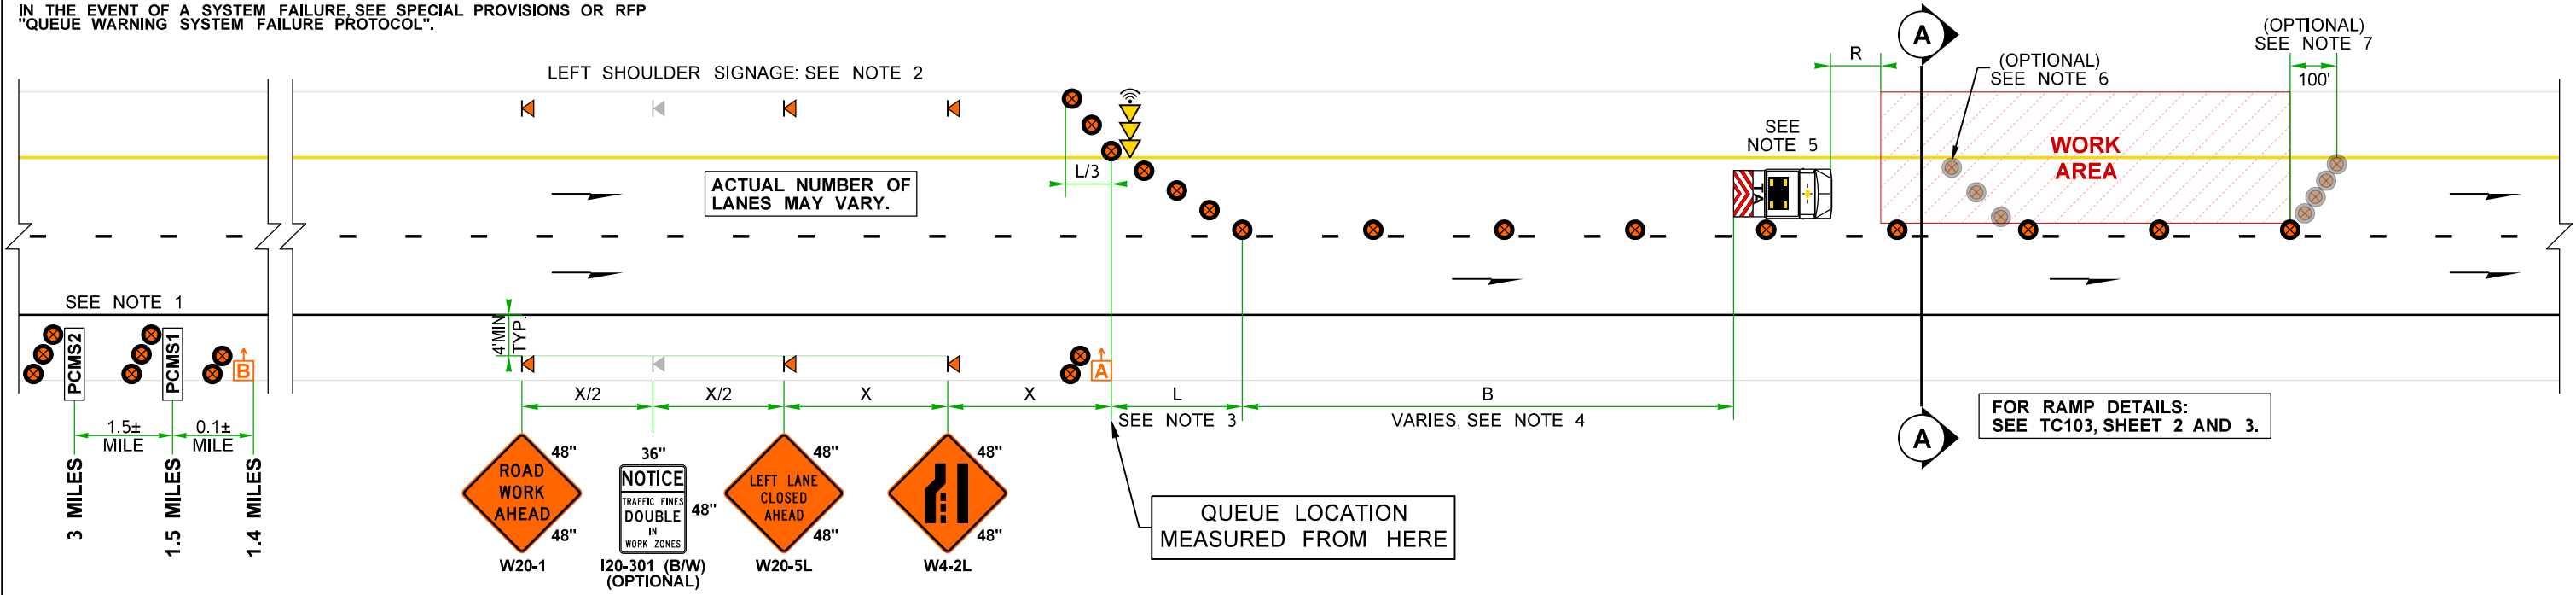 IN THE EVENT OF A SYSTEM FAILURE, SEE SPECIAL PROVISIONS OR RFP
"QUEUE WARNING SYSTEM FAILURE PROTOCOL".
LEFT SHOULDER SIGNAGE: SEE NOTE 2
A
R
(OPTIONAL)
SEE NOTE 6
(OPTIONAL)
SEE NOTE 7
100'
L/3
SEE
NOTE 5
TA
WORK
AREA
ACTUAL NUMBER OF
LANES MAY VARY.
SEE NOTE 1
PCMS2
PCMS1
B
1.5±
MILE
0.1±
MILE
3 MILES
1.5 MILES
1.4 MILES
4'MIN
TYP.
A
X/2
X/2
X
X
L
SEE NOTE 3
B
VARIES, SEE NOTE 4
FOR RAMP DETAILS:
SEE TC103, SHEET 2 AND 3.
A
ROAD
WORK
AHEAD
48"
48"
W20-1
36"
NOTICE
TRAFFIC FINES
DOUBLE
IN
WORK ZONES
48"
I20-301 (B/W)
(OPTIONAL)
LEFT LANE
CLOSED
AHEAD
48"
48"
W20-5L
48"
48"
W4-2L
QUEUE LOCATION
MEASURED FROM HERE